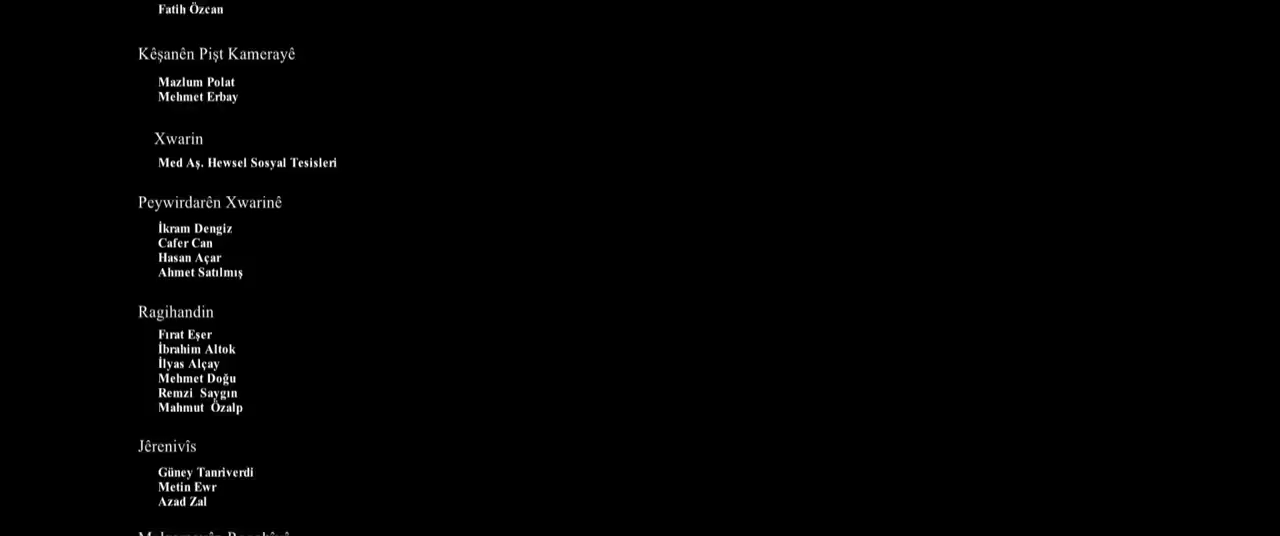 Fatih Özcan
Kêşanên Pişt Kamerayê
Mazlum Polat
Mehmet Erbay
Xwarin
Med Aş. Hewsel Sosyal Tesisleri
Peywirdarên Xwarinê
İkram Dengiz
Cafer Can
Hasan Açar
Ahmet Satılmış
Ragihandin
Fırat Eşer
İbrahim Altok
İlyas Alçay
Mehmet Doğu
Remzi Saygın
Mahmut Özalp
Jêrenivîs
Güney Tanriverdi
Metin Ewr
Azad Zal